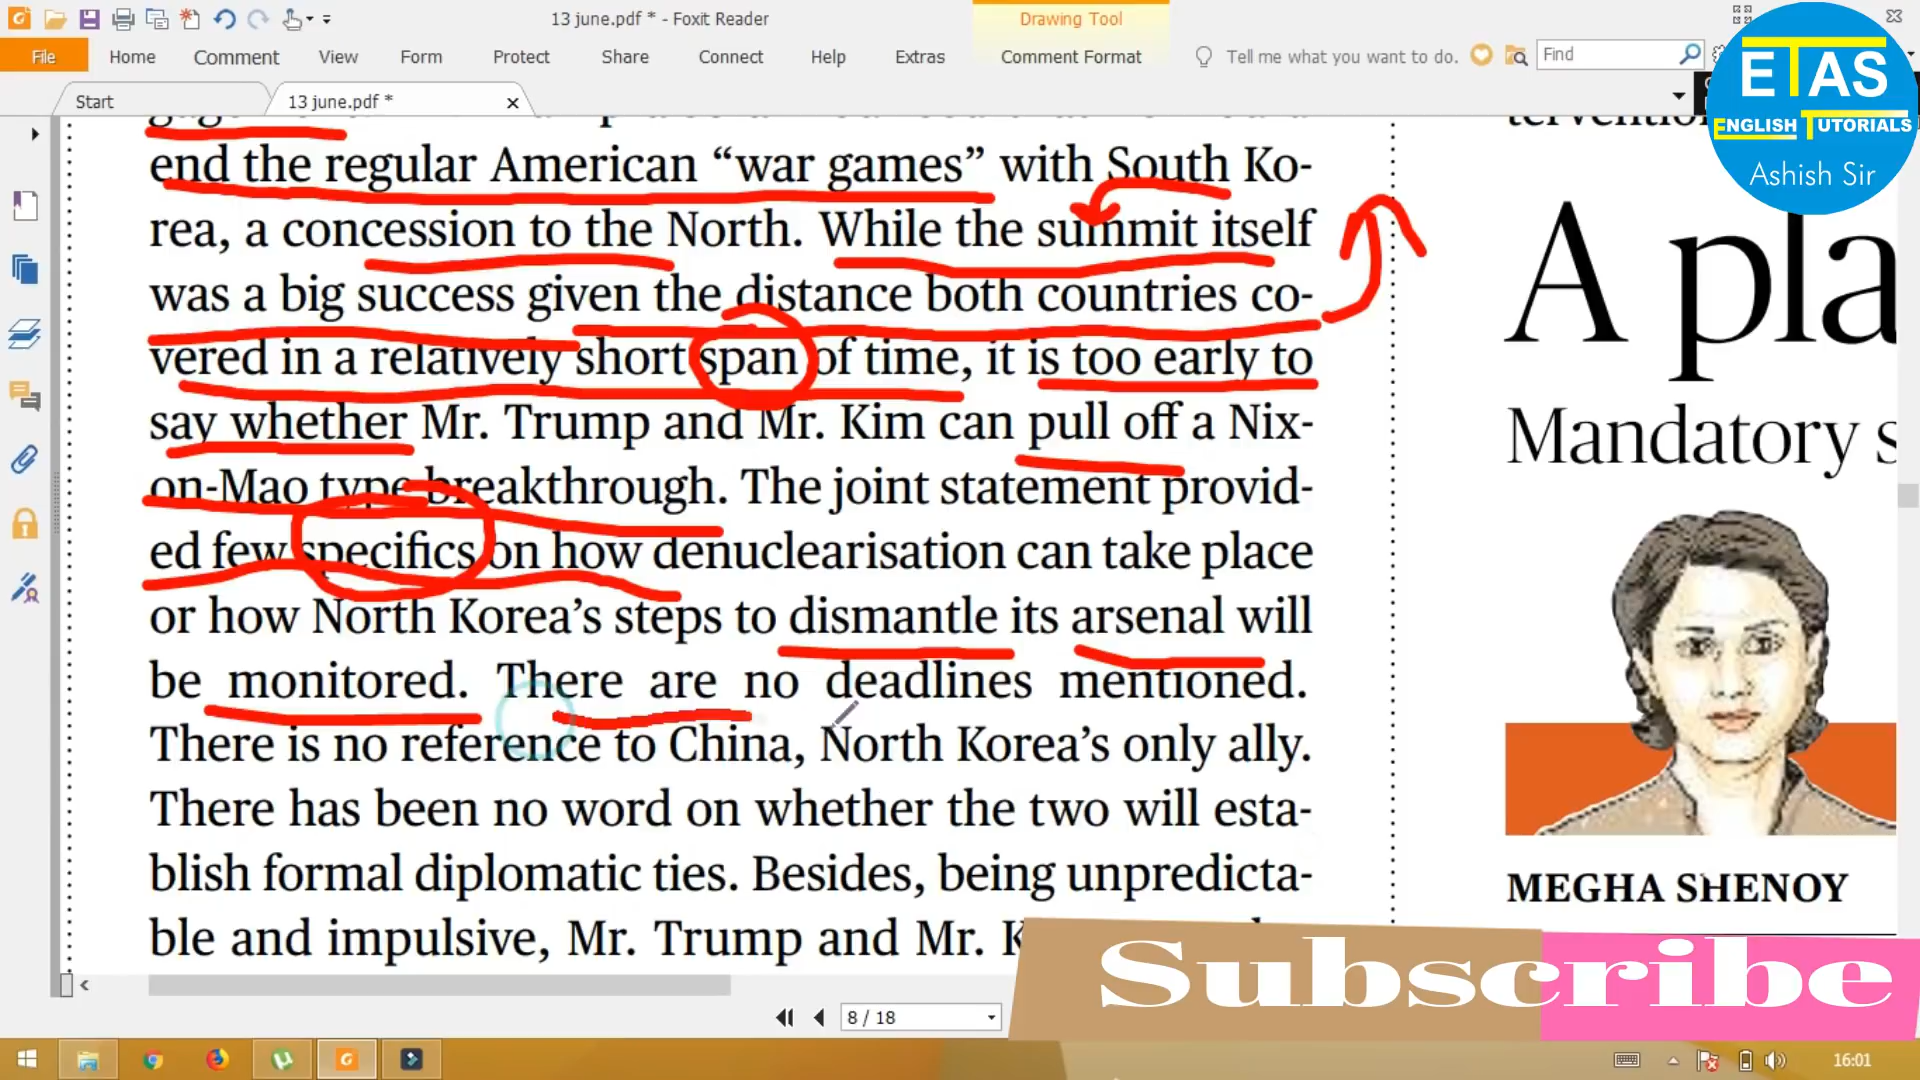 13 june.pdf * - Foxit Reader
Drawing Tool
File
Home
Comment
View
Form
Protect
Share
Connect
Help
Extras
Comment Format
Tell me what you want to do.
Find
Start
13 june.pdf *
ETAS
ENGLISH TUTORIALS
Ashish Sir
end the regular American “war games” with South Ko-
rea, a concession to the North. While the summit itself
was a big success given the distance both countries co-
vered in a relatively short span of time, it is too early to
say whether Mr. Trump and Mr. Kim can pull off a Nix-
on-Mao type breakthrough. The joint statement provid-
ed few specifics on how denuclearisation can take place
or how North Korea’s steps to dismantle its arsenal will
be monitored. There are no deadlines mentioned.
There is no reference to China, North Korea’s only ally.
There has been no word on whether the two will esta-
blish formal diplomatic ties. Besides, being unpredicta-
ble and impulsive, Mr. Trump and Mr.
A pla
Mandatory s
MEGHA SHENOY
Subscribe
8 / 18
16:01